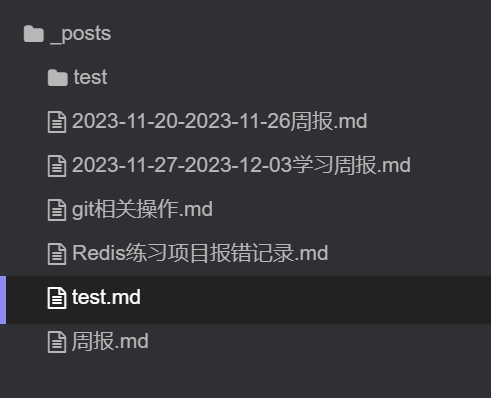 _posts
test
2023-11-20-2023-11-26周报.md
2023-11-27-2023-12-03学习周报.md
git相关操作.md
Redis练习项目报错记录.md
test.md
周报.md